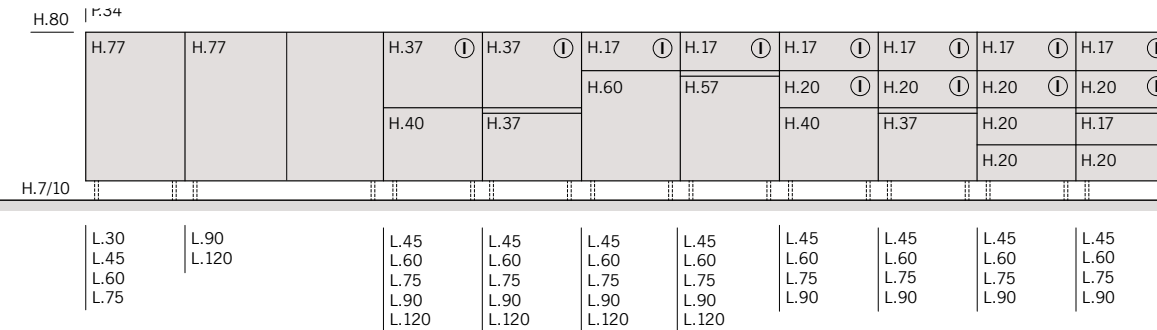 P.34
H.80
H.77 H.77 H.37 I H.37 I H.17 I H.17 I H.17 I H.17 I H.17 I H.17 I
H.60 H.57 H.20 I H.20 I H.20 I H.20 I
H.40 H.37 H.40 H.37 H.20 H.17
H.20 H.20
H.7/10
L.30 L.90 L.45 L.45 L.45 L.45 L.45 L.45 L.45 L.45
L.45 L.120 L.60 L.60 L.60 L.60 L.60 L.60 L.60 L.60
L.60 L.75 L.75 L.75 L.75 L.75 L.75 L.75 L.75
L.75 L.90 L.90 L.90 L.90 L.90 L.90 L.90 L.90
L.120 L.120 L.120 L.120